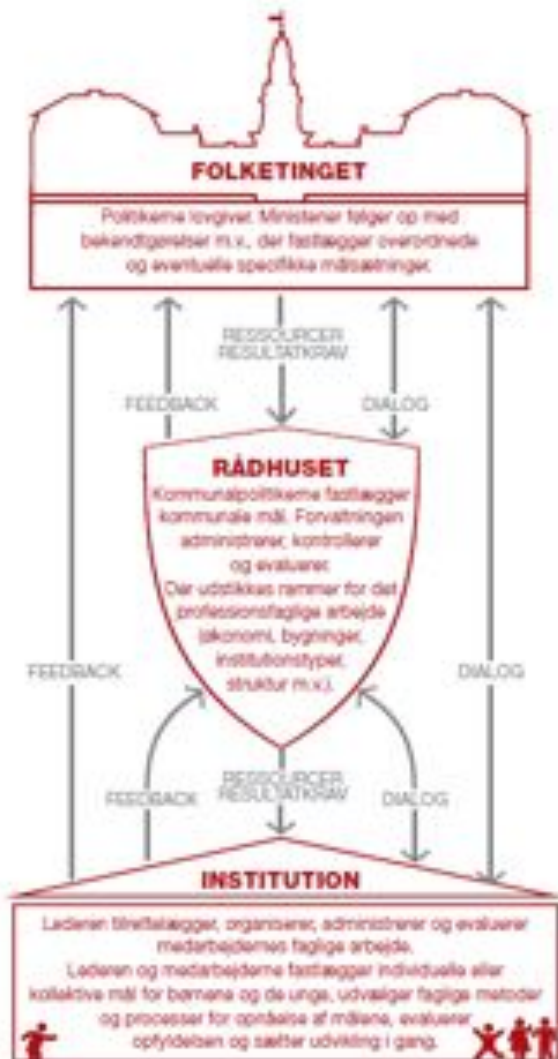 FOLKETINGET
Politikerne lovgiver. Ministerier følger op med
bekendtgørelser m.v., der fastlægger overordnede
og eventuelle specifikke målsætninger.
RESSOURCER
RESULTATKRAV
FEEDBACK
DIALOG
RÅDHUSET
Kommunalpolitikerne fastlægger
kommunale mål. Forvaltningen
administrerer, kontrollerer
og evaluerer.
Der udstikkes rammer for det
professionsfaglige arbejde
(økonomi, bygninger,
institutionstyper,
struktur m.v.).
FEEDBACK
DIALOG
RESSOURCER
RESULTATKRAV
FEEDBACK
DIALOG
INSTITUTION
Lederen tilrettelægger, organiserer, administrerer og evaluerer
medarbejdernes faglige arbejde.
Lederen og medarbejderne fastlægger individuelle eller
kollektive mål for børnene og de unge, udvælger faglige metoder
og processer for opnåelse af målene, evaluerer
opfyldelsen og sætter udvikling i gang.